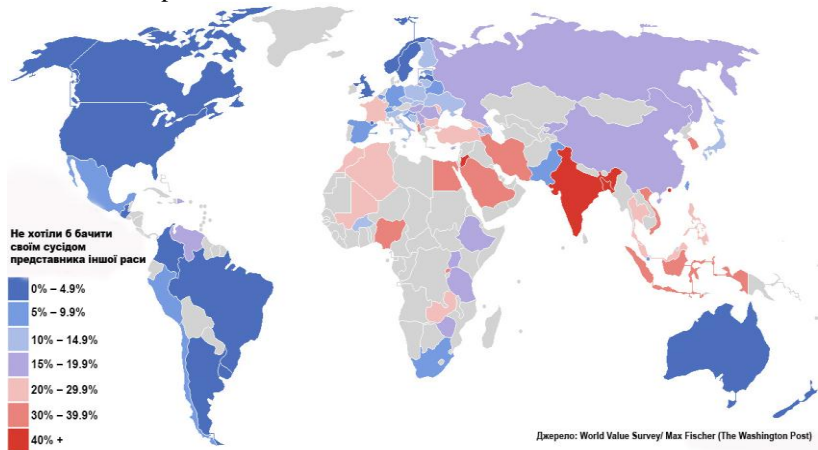 Не хотіли б бачити
своїм сусідом
представника іншої раси
0% – 4.9%
5% – 9.9%
10% – 14.9%
15% – 19.9%
20% – 29.9%
30% – 39.9%
40% +
Джерело: World Value Survey/ Max Fischer (The Washington Post)